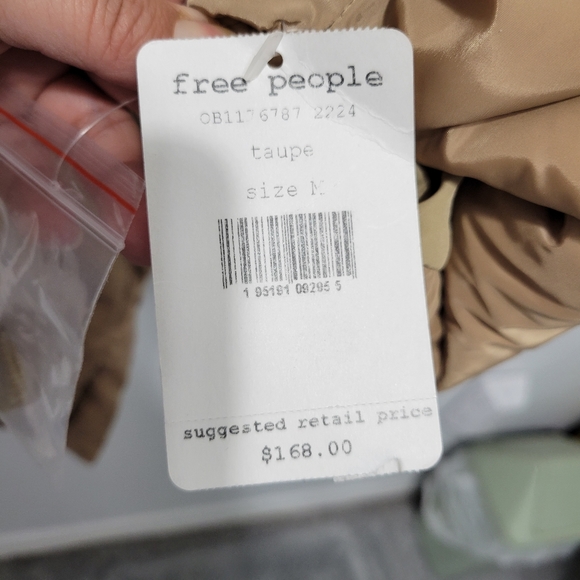 free people
OB1176787 2224
taupe
size M
1 95191 09295 5
suggested retail price
$168.00